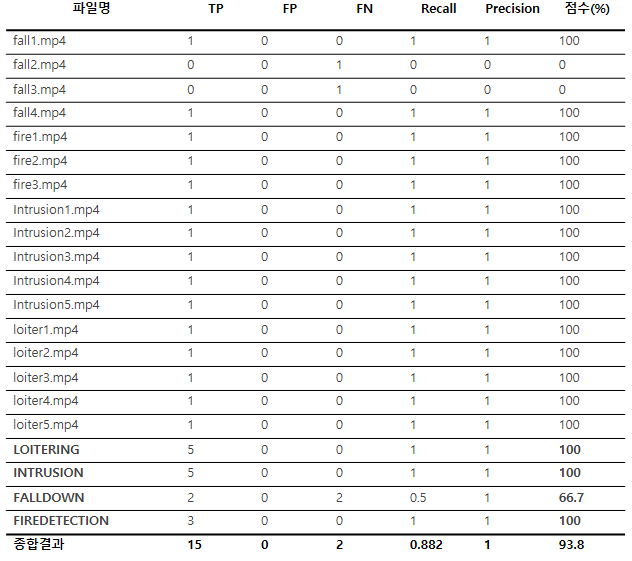 파일명 TP FP FN Recall Precision 점수(%)
fall1.mp4 1 0 0 1 1 100
fall2.mp4 0 0 1 0 0 0
fall3.mp4 0 0 1 0 0 0
fall4.mp4 1 0 0 1 1 100
fire1.mp4 1 0 0 1 1 100
fire2.mp4 1 0 0 1 1 100
fire3.mp4 1 0 0 1 1 100
Intrusion1.mp4 1 0 0 1 1 100
Intrusion2.mp4 1 0 0 1 1 100
Intrusion3.mp4 1 0 0 1 1 100
Intrusion4.mp4 1 0 0 1 1 100
Intrusion5.mp4 1 0 0 1 1 100
loiter1.mp4 1 0 0 1 1 100
loiter2.mp4 1 0 0 1 1 100
loiter3.mp4 1 0 0 1 1 100
loiter4.mp4 1 0 0 1 1 100
loiter5.mp4 1 0 0 1 1 100
LOITERING 5 0 0 1 1 100
INTRUSION 5 0 0 1 1 100
FALLDOWN 2 0 2 0.5 1 66.7
FIREDETECTION 3 0 0 1 1 100
종합결과 15 0 2 0.882 1 93.8